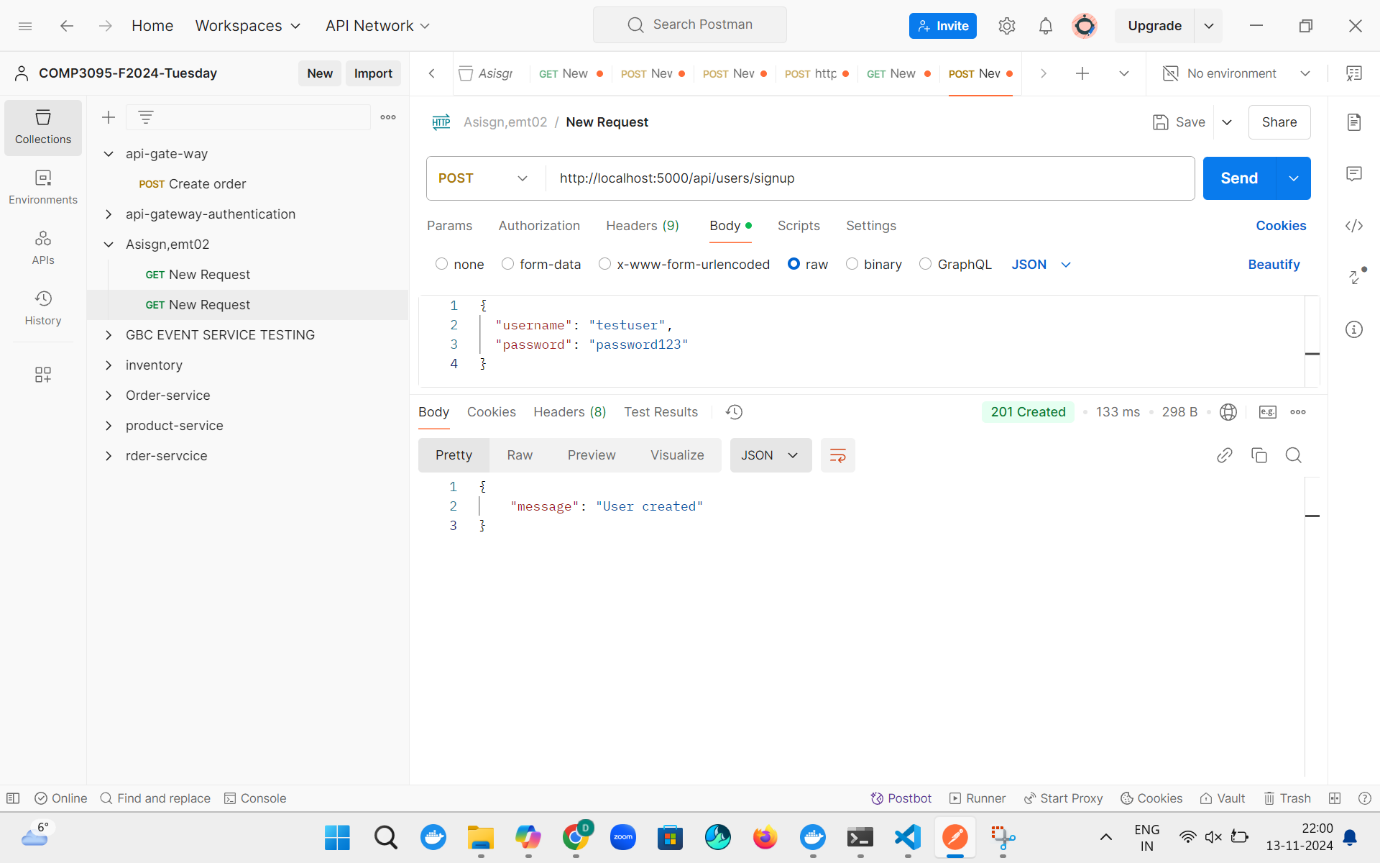 Home Workspaces API Network Search Postman Invite Upgrade
COMP3095-F2024-Tuesday New Import Asisgr GET New POST Nev POST Nev POST http GET New POST Nev No environment
Collections
Environments
APIs
History
api-gate-way
POST Create order
api-gateway-authentication
Asisgn,emt02
GET New Request
GET New Request
GBC EVENT SERVICE TESTING
inventory
Order-service
product-service
rder-servcice
HTTP Asisgn,emt02 / New Request Save Share
POST http://localhost:5000/api/users/signup Send
Params Authorization Headers (9) Body Scripts Settings Cookies
none form-data x-www-form-urlencoded raw binary GraphQL JSON Beautify
1 {
2 "username": "testuser",
3 "password": "password123"
4 }
Body Cookies Headers (8) Test Results 201 Created 133 ms 298 B e.g.
Pretty Raw Preview Visualize JSON
1 {
2 "message": "User created"
3 }
Online Find and replace Console Postbot Runner Start Proxy Cookies Vault Trash
6° D zoom ENG 22:00
IN 13-11-2024